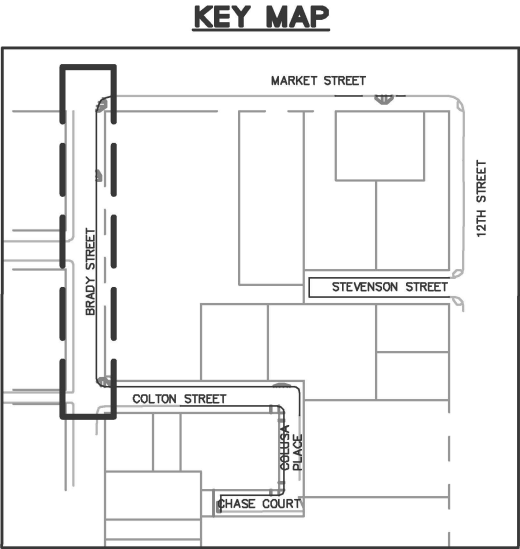 KEY MAP
MARKET STREET
12TH STREET
BRADY STREET
STEVENSON STREET
COLTON STREET
COLUSA
PLACE
CHASE COURT